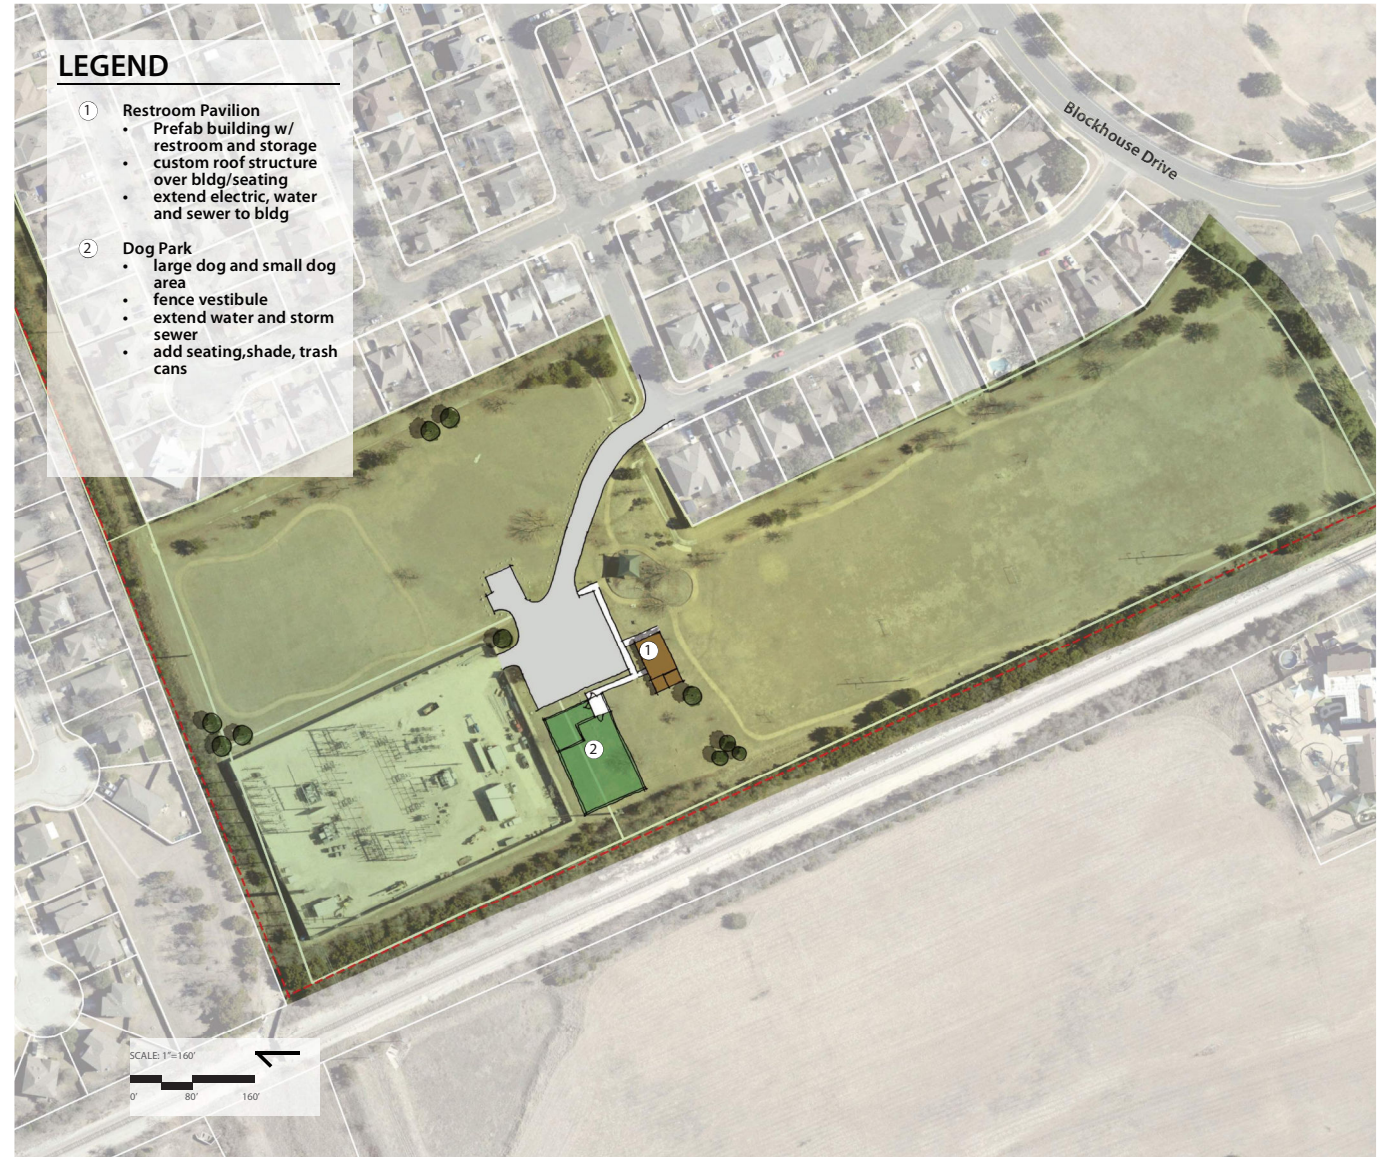 LEGEND
1 Restroom Pavilion
• Prefab building w/
restroom and storage
• custom roof structure
over bldg/seating
• extend electric, water
and sewer to bldg
2 Dog Park
• large dog and small dog
area
• fence vestibule
• extend water and storm
sewer
• add seating,shade, trash
cans
Blockhouse Drive
1
2
SCALE: 1"=160'
0' 80' 160'